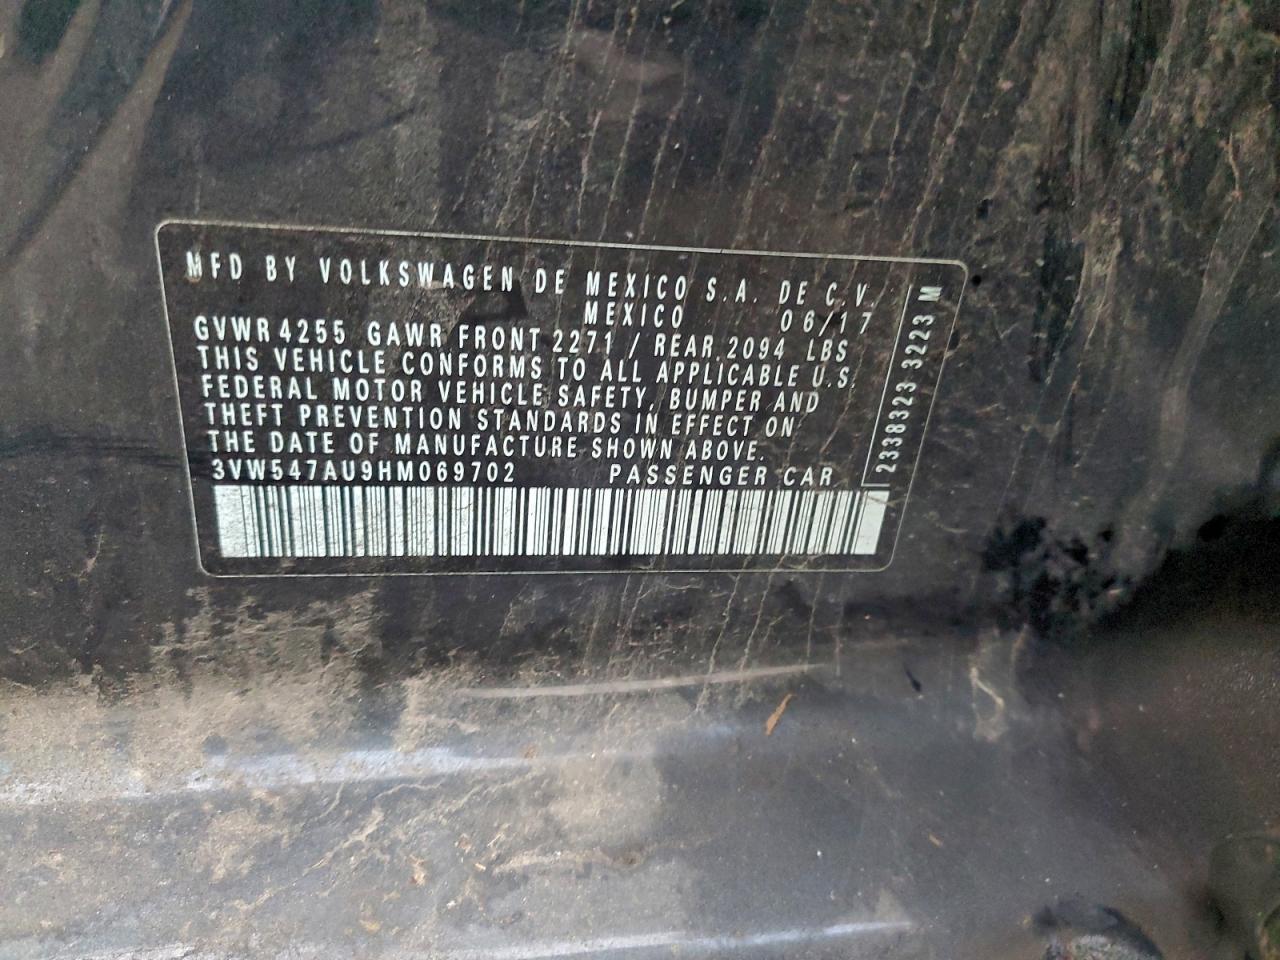 MFD BY VOLKSWAGEN DE MEXICO S.A. DE C.V.
MEXICO 06/17
GVWR 4255 GAWR FRONT 2271 / REAR 2094 LBS
THIS VEHICLE CONFORMS TO ALL APPLICABLE U.S.
FEDERAL MOTOR VEHICLE SAFETY, BUMPER AND
THEFT PREVENTION STANDARDS IN EFFECT ON
THE DATE OF MANUFACTURE SHOWN ABOVE.
3VW547AU9HM069702 PASSENGER CAR
2338323 3223 M